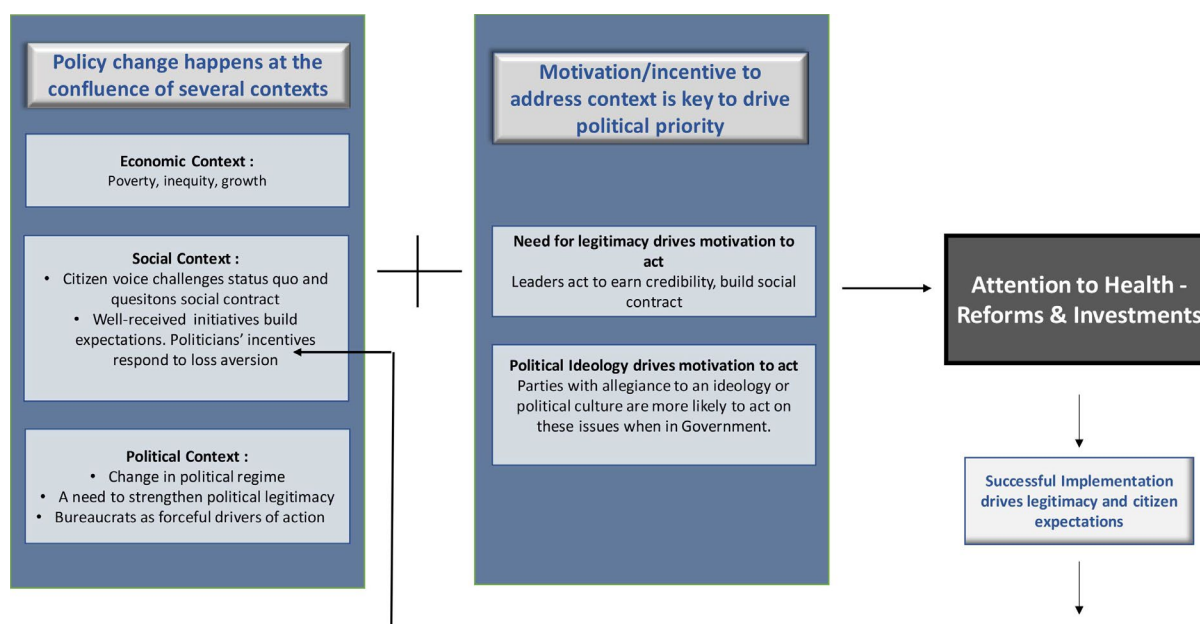 Policy change happens at the
confluence of several contexts
Economic Context :
Poverty, inequity, growth
Social Context :
• Citizen voice challenges status quo and
quesitons social contract
• Well-received initiatives build
expectations. Politicians' incentives
respond to loss aversion
Political Context :
• Change in political regime
• A need to strengthen political legitimacy
• Bureaucrats as forceful drivers of action
Motivation/incentive to
address context is key to drive
political priority
Need for legitimacy drives motivation to
act
Leaders act to earn credibility, build social
contract
Political Ideology drives motivation to act
Parties with allegiance to an ideology or
political culture are more likely to act on
these issues when in Government.
Attention to Health -
Reforms & Investments
Successful Implementation
drives legitimacy and citizen
expectations